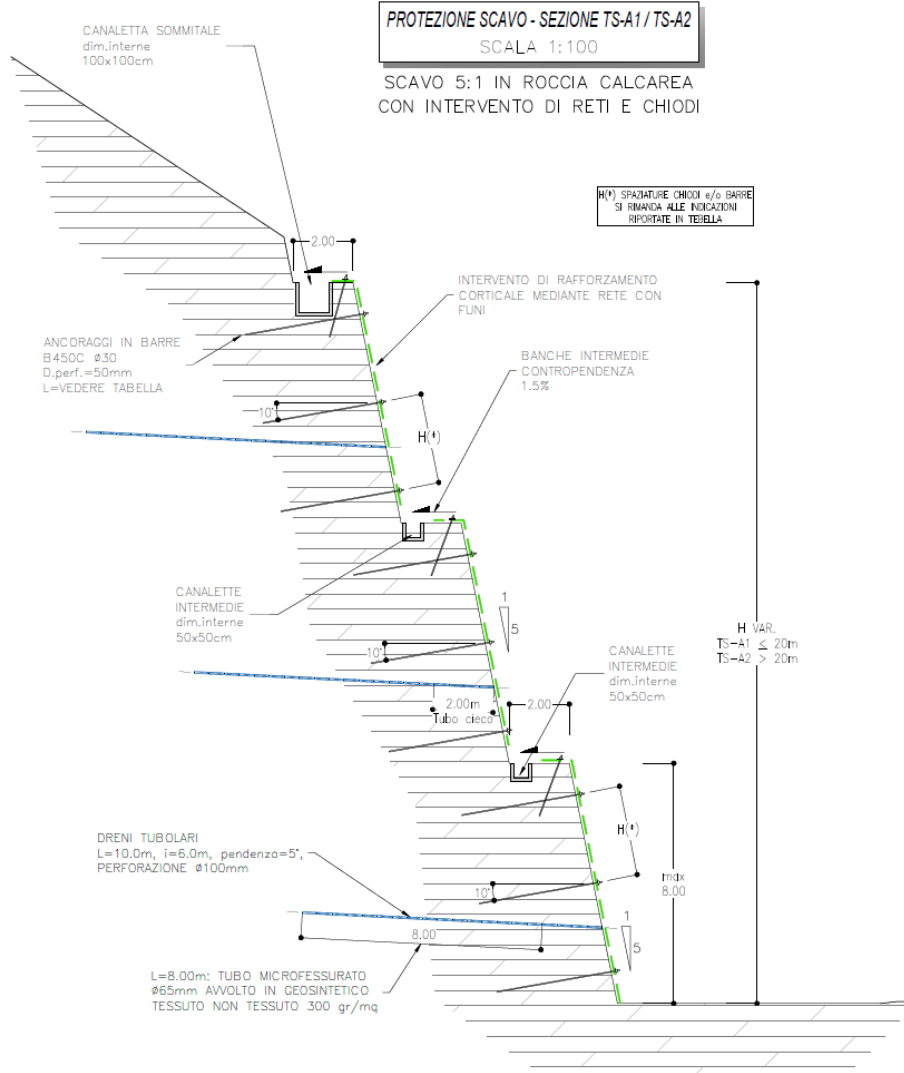 PROTEZIONE SCAVO - SEZIONE TS-A1 / TS-A2
SCALA 1:100
SCAVO 5:1 IN ROCCIA CALCAREA
CON INTERVENTO DI RETI E CHIODI
CANALETTA SOMMITALE
dim.interne
100x100cm
H(*) SPAZIATURE CHIODI e/o BARRE
SI RIMANDA ALLE INDICAZIONI
RIPORTATE IN TEBELLA
2.00
INTERVENTO DI RAFFORZAMENTO
CORTICALE MEDIANTE RETE CON
FUNI
ANCORAGGI IN BARRE
B450C Ø30
D.perf.=50mm
L=VEDERE TABELLA
BANCHE INTERMEDIE
CONTROPENDENZA
1.5%
10°
H(*)
CANALETTE
INTERMEDIE
dim.interne
50x50cm
1
5
10°
H VAR.
TS-A1 ≤ 20m
TS-A2 > 20m
CANALETTE
INTERMEDIE
dim.interne
50x50cm
2.00m
Tubo cieco
2.00
H(*)
DRENI TUBOLARI
L=10.0m, i=6.0m, pendenza=5°,
PERFORAZIONE Ø100mm
max
8.00
10°
8.00
1
5
L=8.00m: TUBO MICROFESSURATO
Ø65mm AVVOLTO IN GEOSINTETICO
TESSUTO NON TESSUTO 300 gr/mq